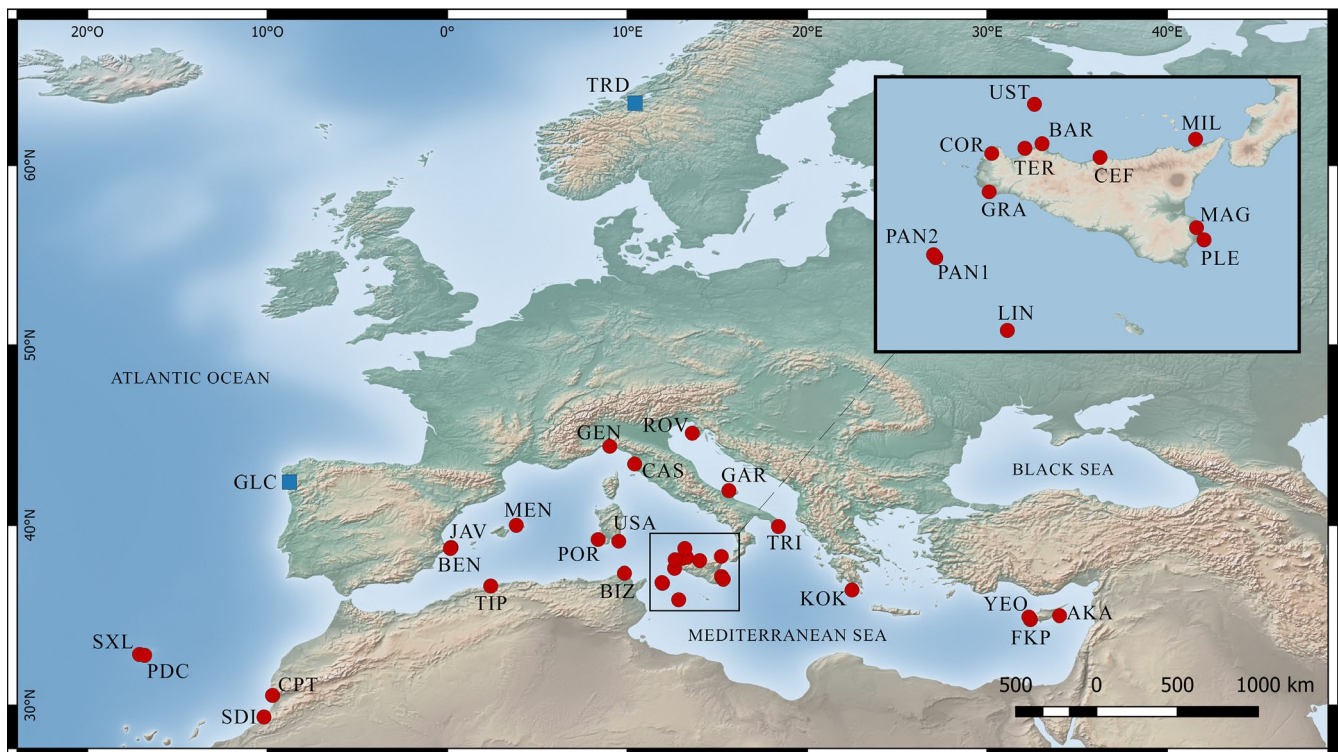 20°O
10°O
0°E
10°E
20°E
30°E
40°E
TRD
60°N
50°N
40°N
30°N
UST
BAR
MIL
COR
TER
CEF
GRA
MAG
PAN2
PLE
PAN1
LIN
ATLANTIC OCEAN
GEN
ROV
CAS
GAR
BLACK SEA
GLC
MEN
USA
JAV
BEN
POR
TRI
TIP
BIZ
KOK
YEO
AKA
FKP
MEDITERRANEAN SEA
SXL
PDC
CPT
SDI
500 0 500 1000 km